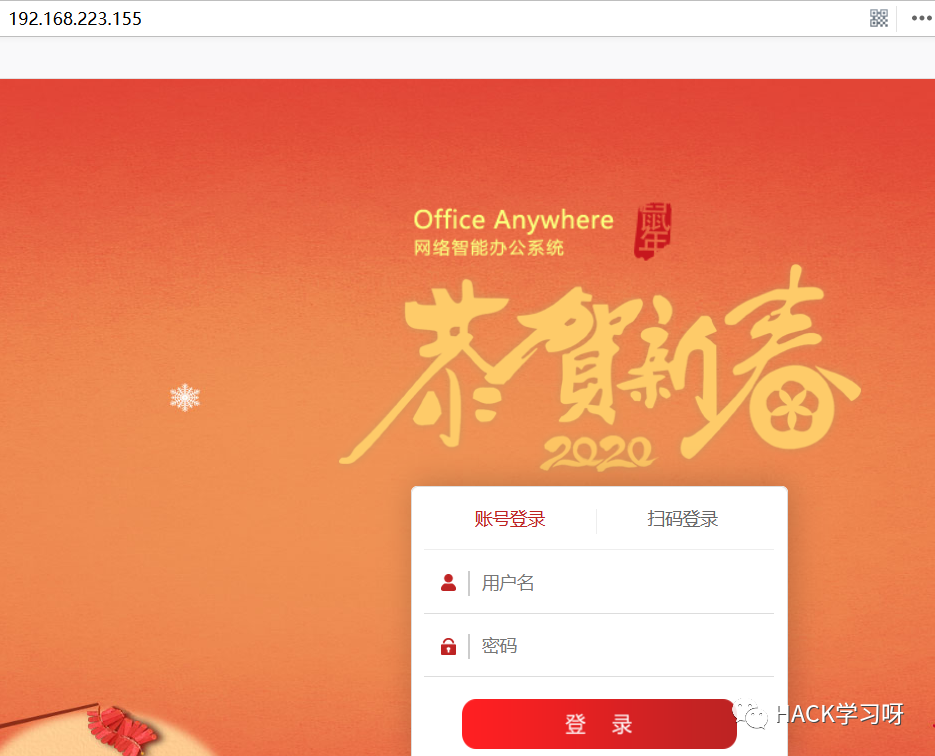 192.168.223.155
Office Anywhere
网络智能办公系统
鼠年
恭贺新春
2020
账号登录
扫码登录
用户名
密码
登 录
HACK学习呀